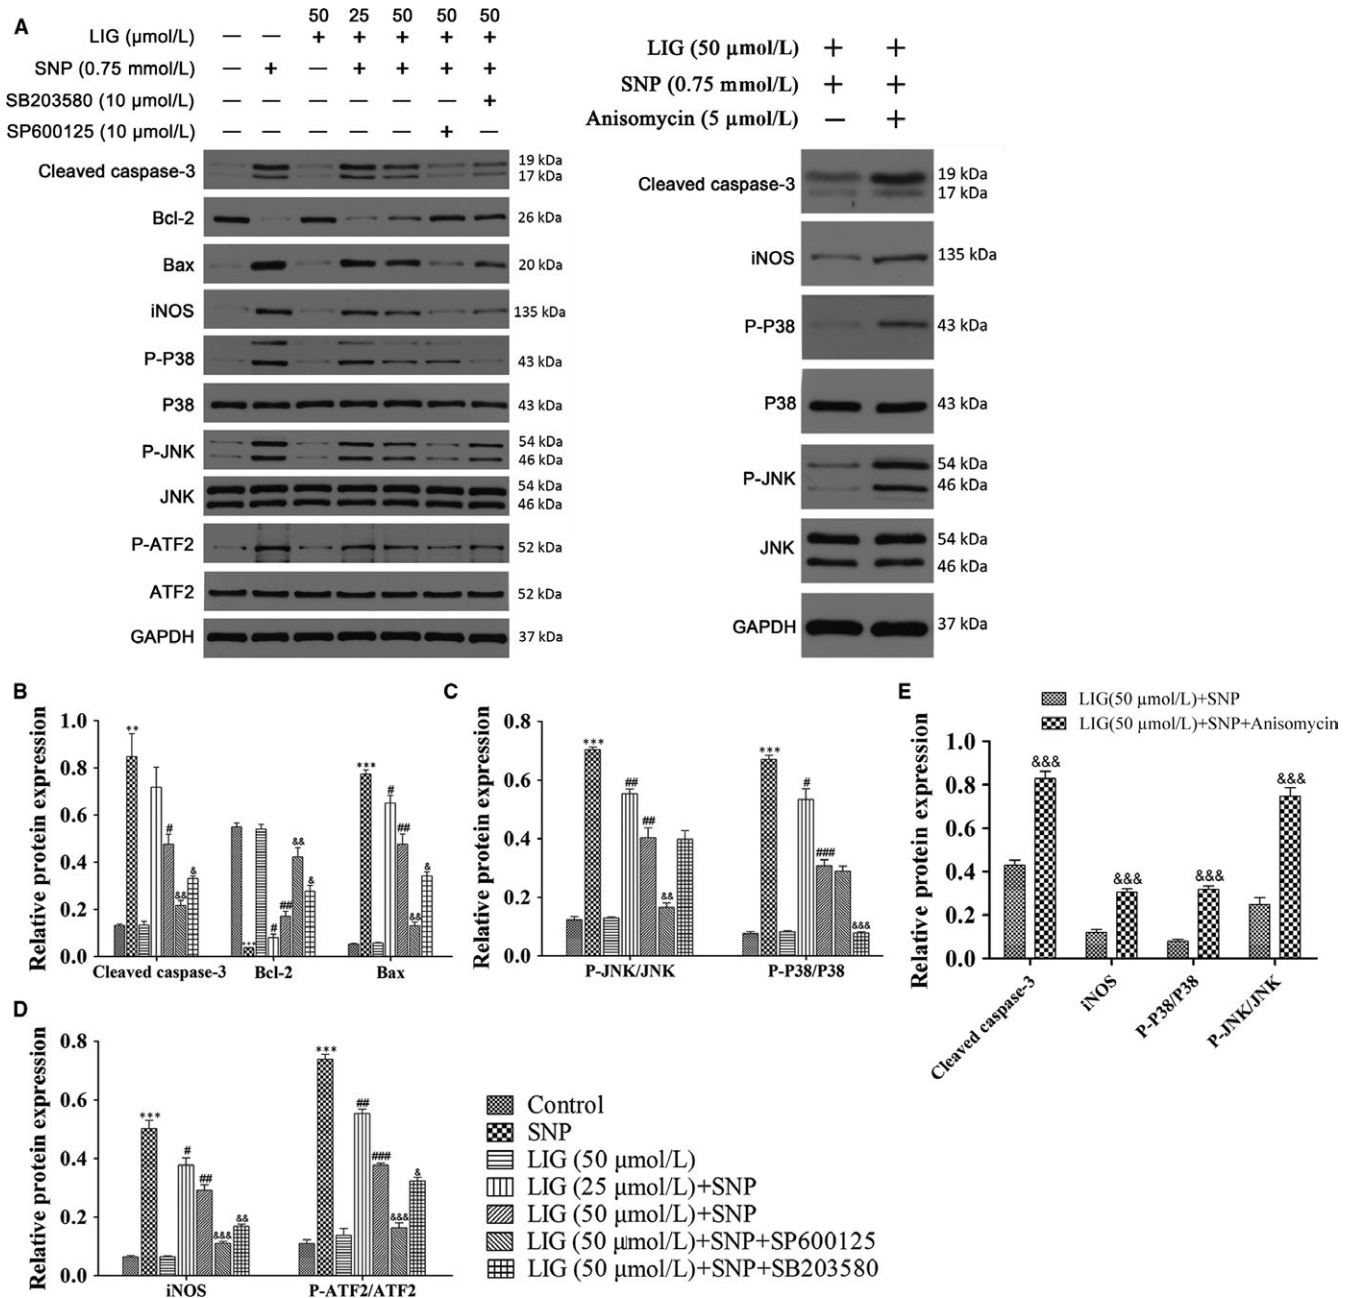 A
50 25 50 50 50
LIG (µmol/L) — — + + + + +
SNP (0.75 mmol/L) — + — + + + +
SB203580 (10 µmol/L) — — — — — — +
SP600125 (10 µmol/L) — — — — — + —
Cleaved caspase-3 19 kDa
17 kDa
Bcl-2 26 kDa
Bax 20 kDa
iNOS 135 kDa
P-P38 43 kDa
P38 43 kDa
P-JNK 54 kDa
46 kDa
JNK 54 kDa
46 kDa
P-ATF2 52 kDa
ATF2 52 kDa
GAPDH 37 kDa
LIG (50 µmol/L) + +
SNP (0.75 mmol/L) + +
Anisomycin (5 µmol/L) — +
Cleaved caspase-3 19 kDa
17 kDa
iNOS 135 kDa
P-P38 43 kDa
P38 43 kDa
P-JNK 54 kDa
46 kDa
JNK 54 kDa
46 kDa
GAPDH 37 kDa
B
Relative protein expression
1.0
0.8
0.6
0.4
0.2
0.0
** # && &
*** # ## && &
*** # ## && &
Cleaved caspase-3 Bcl-2 Bax
C
Relative protein expression
0.8
0.6
0.4
0.2
0.0
*** ## ## &&
*** # ### &&&
P-JNK/JNK P-P38/P38
E
LIG(50 µmol/L)+SNP
LIG(50 µmol/L)+SNP+Anisomycin
Relative protein expression
1.0
0.8
0.6
0.4
0.2
0.0
&&& &&& &&& &&&
Cleaved caspase-3
iNOS
P-P38/P38
P-JNK/JNK
D
Relative protein expression
0.8
0.6
0.4
0.2
0.0
*** # ## &&& &&
*** ## ### &&& &
iNOS P-ATF2/ATF2
Control
SNP
LIG (50 µmol/L)
LIG (25 µmol/L)+SNP
LIG (50 µmol/L)+SNP
LIG (50 µmol/L)+SNP+SP600125
LIG (50 µmol/L)+SNP+SB203580